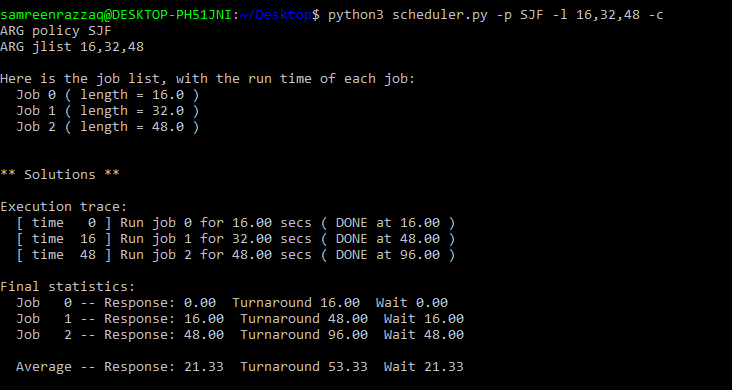 samreenrazzaq@DESKTOP-PH51JNI:~/Desktop$ python3 scheduler.py -p SJF -l 16,32,48 -c
ARG policy SJF
ARG jlist 16,32,48
Here is the job list, with the run time of each job:
  Job 0 ( length = 16.0 )
  Job 1 ( length = 32.0 )
  Job 2 ( length = 48.0 )
** Solutions **
Execution trace:
  [ time   0 ] Run job 0 for 16.00 secs ( DONE at 16.00 )
  [ time  16 ] Run job 1 for 32.00 secs ( DONE at 48.00 )
  [ time  48 ] Run job 2 for 48.00 secs ( DONE at 96.00 )
Final statistics:
  Job   0 -- Response: 0.00  Turnaround 16.00  Wait 0.00
  Job   1 -- Response: 16.00  Turnaround 48.00  Wait 16.00
  Job   2 -- Response: 48.00  Turnaround 96.00  Wait 48.00
  Average -- Response: 21.33  Turnaround 53.33  Wait 21.33